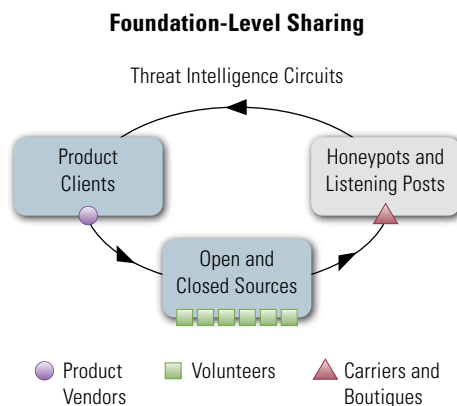 Foundation-Level Sharing
Threat Intelligence Circuits
Product
Clients
Honeypots and
Listening Posts
Open and
Closed Sources
Product
Vendors
Volunteers
Carriers and
Boutiques